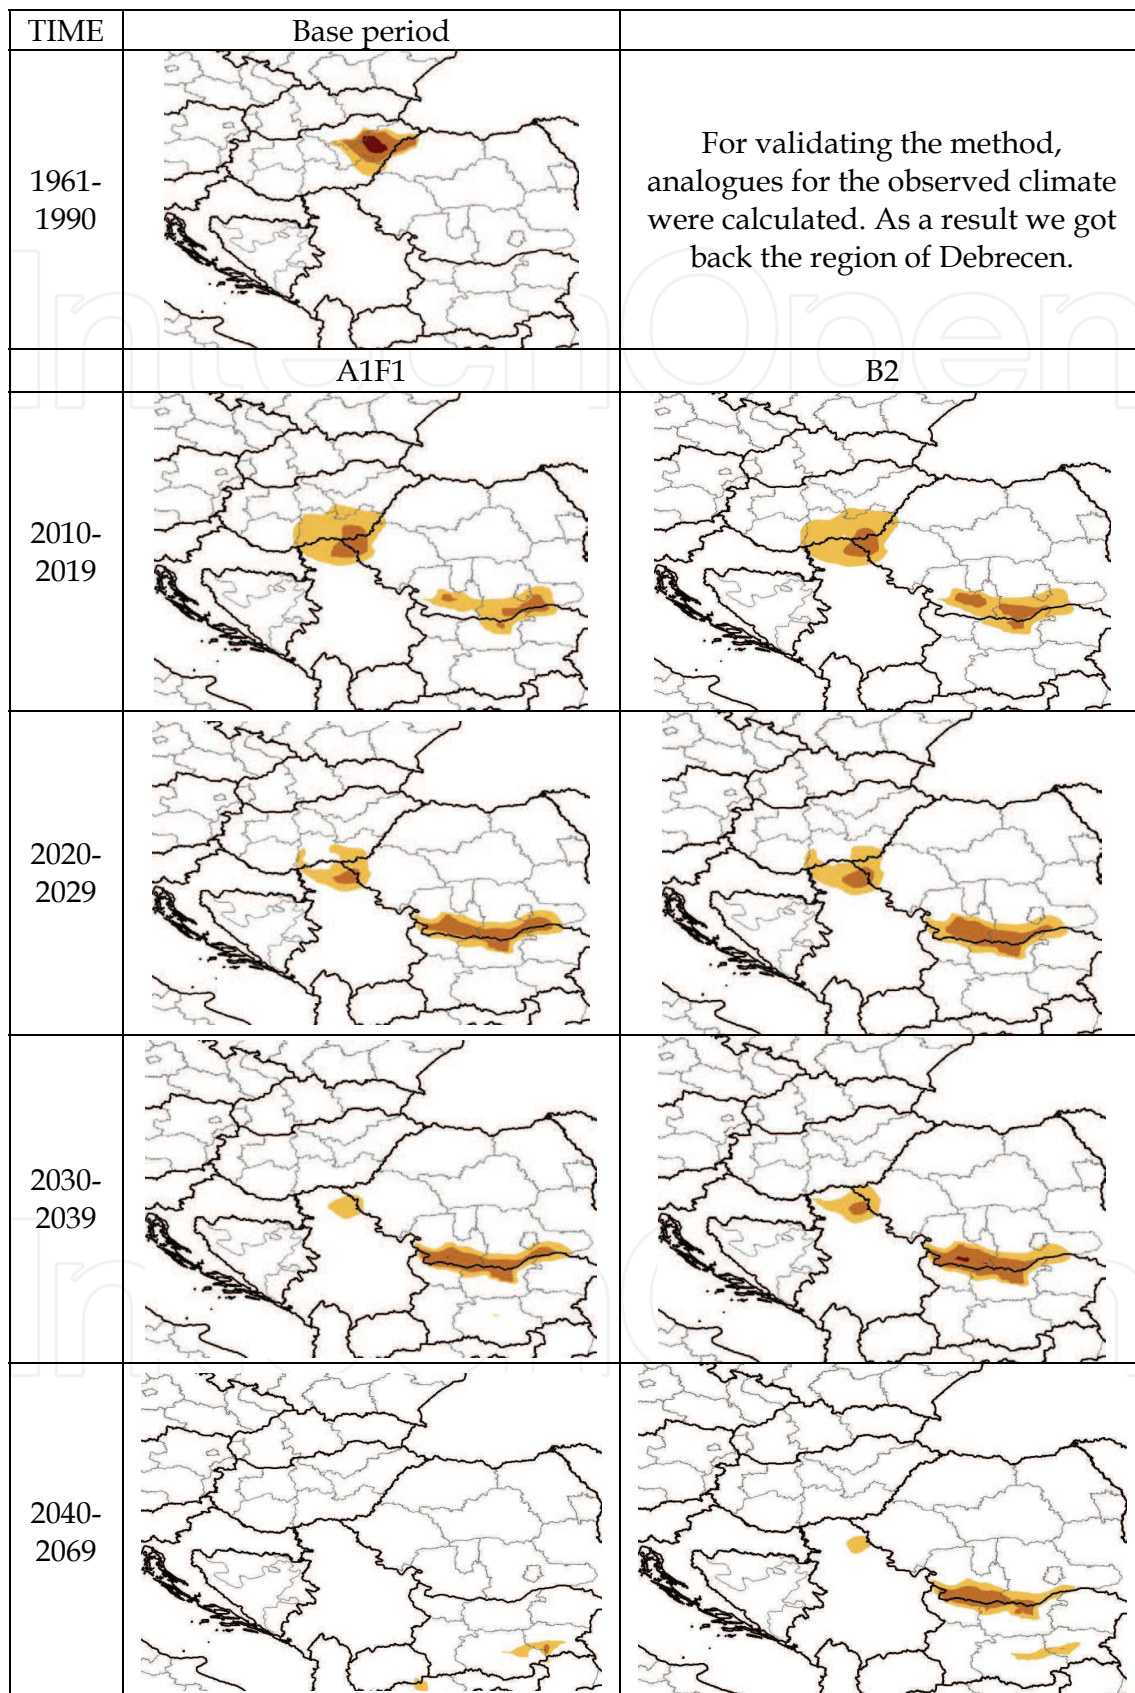 TIME
Base period
1961-
1990
For validating the method,
analogues for the observed climate
were calculated. As a result we got
back the region of Debrecen.
A1F1
B2
2010-
2019
2020-
2029
2030-
2039
2040-
2069
IntechOpen